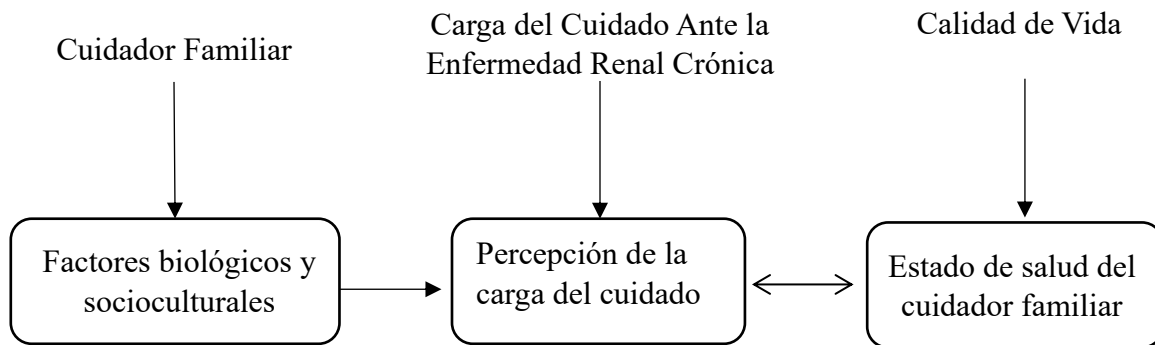 Cuidador Familiar
Carga del Cuidado Ante la
Enfermedad Renal Crónica
Calidad de Vida
Factores biológicos y
socioculturales
Percepción de la
carga del cuidado
Estado de salud del
cuidador familiar